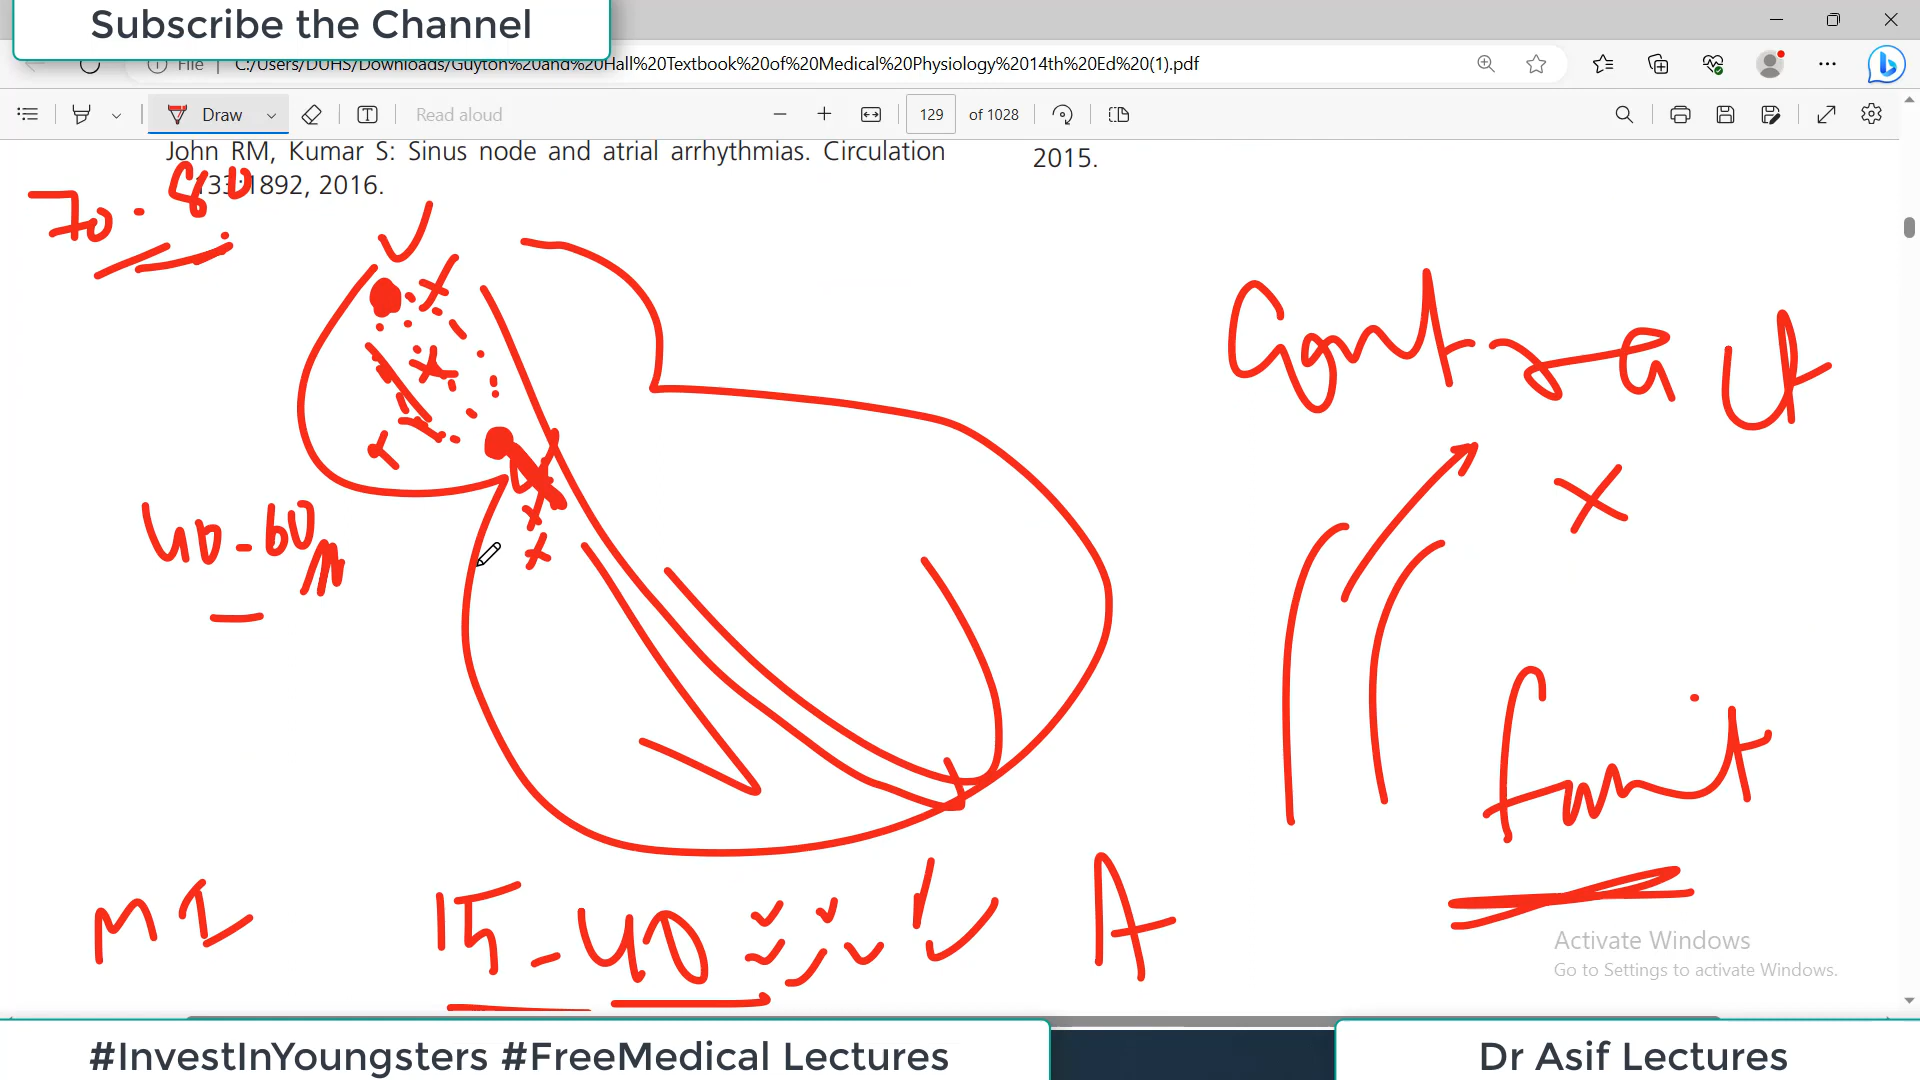 Subscribe the Channel
File | C:/Users/DUHS/Downloads/Guyton%20and%20Hall%20Textbook%20of%20Medical%20Physiology%2014th%20Ed%20(1).pdf
Draw
Read aloud
129 of 1028
John RM, Kumar S: Sinus node and atrial arrhythmias. Circulation
133:1892, 2016.
2015.
70-80
40-60
MI
15-40
A
Activate Windows
Go to Settings to activate Windows.
#InvestInYoungsters #FreeMedical Lectures
Dr Asif Lectures